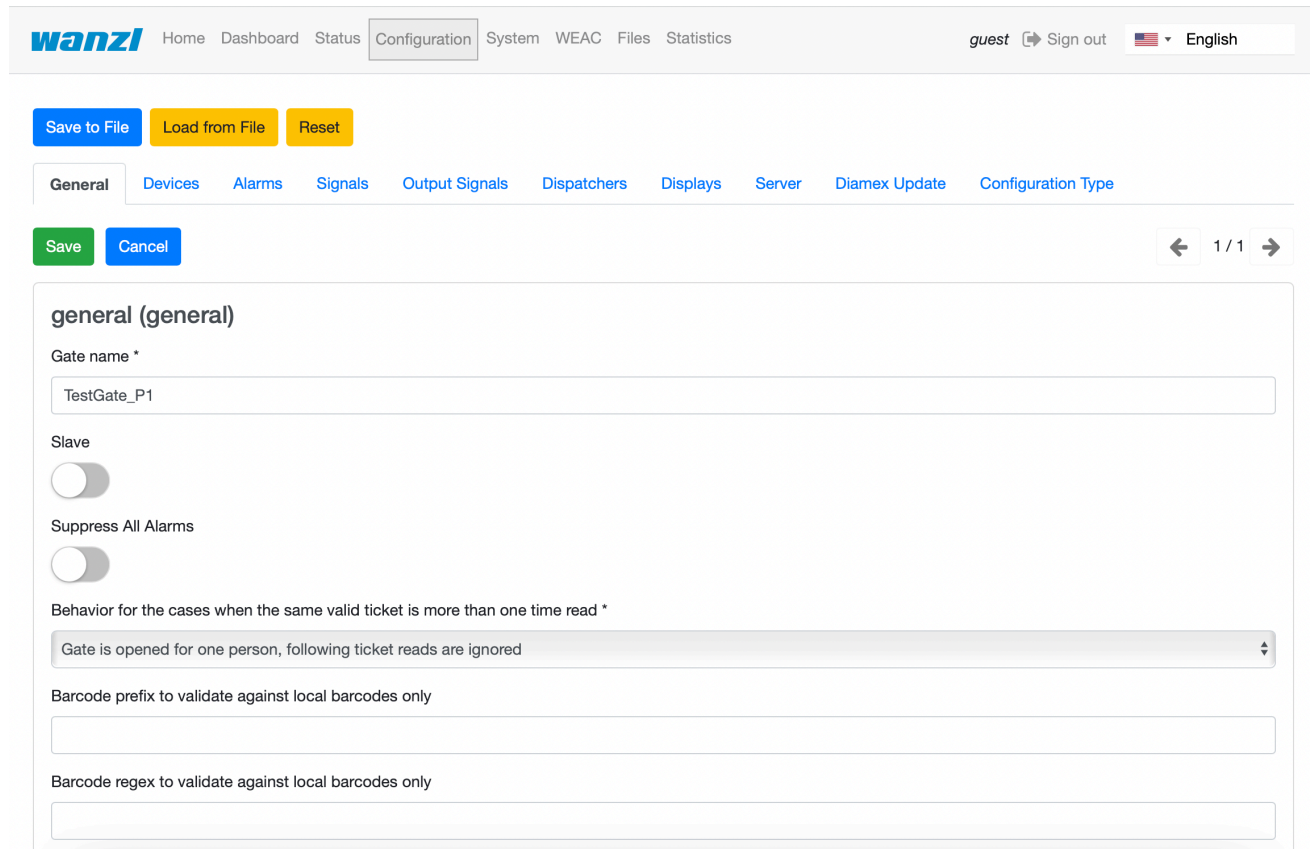 wanzl Home Dashboard Status Configuration System WEAC Files Statistics guest Sign out English
Save to File Load from File Reset
General Devices Alarms Signals Output Signals Dispatchers Displays Server Diamex Update Configuration Type
Save Cancel 1 / 1
general (general)
Gate name *
TestGate_P1
Slave
Suppress All Alarms
Behavior for the cases when the same valid ticket is more than one time read *
Gate is opened for one person, following ticket reads are ignored
Barcode prefix to validate against local barcodes only
Barcode regex to validate against local barcodes only